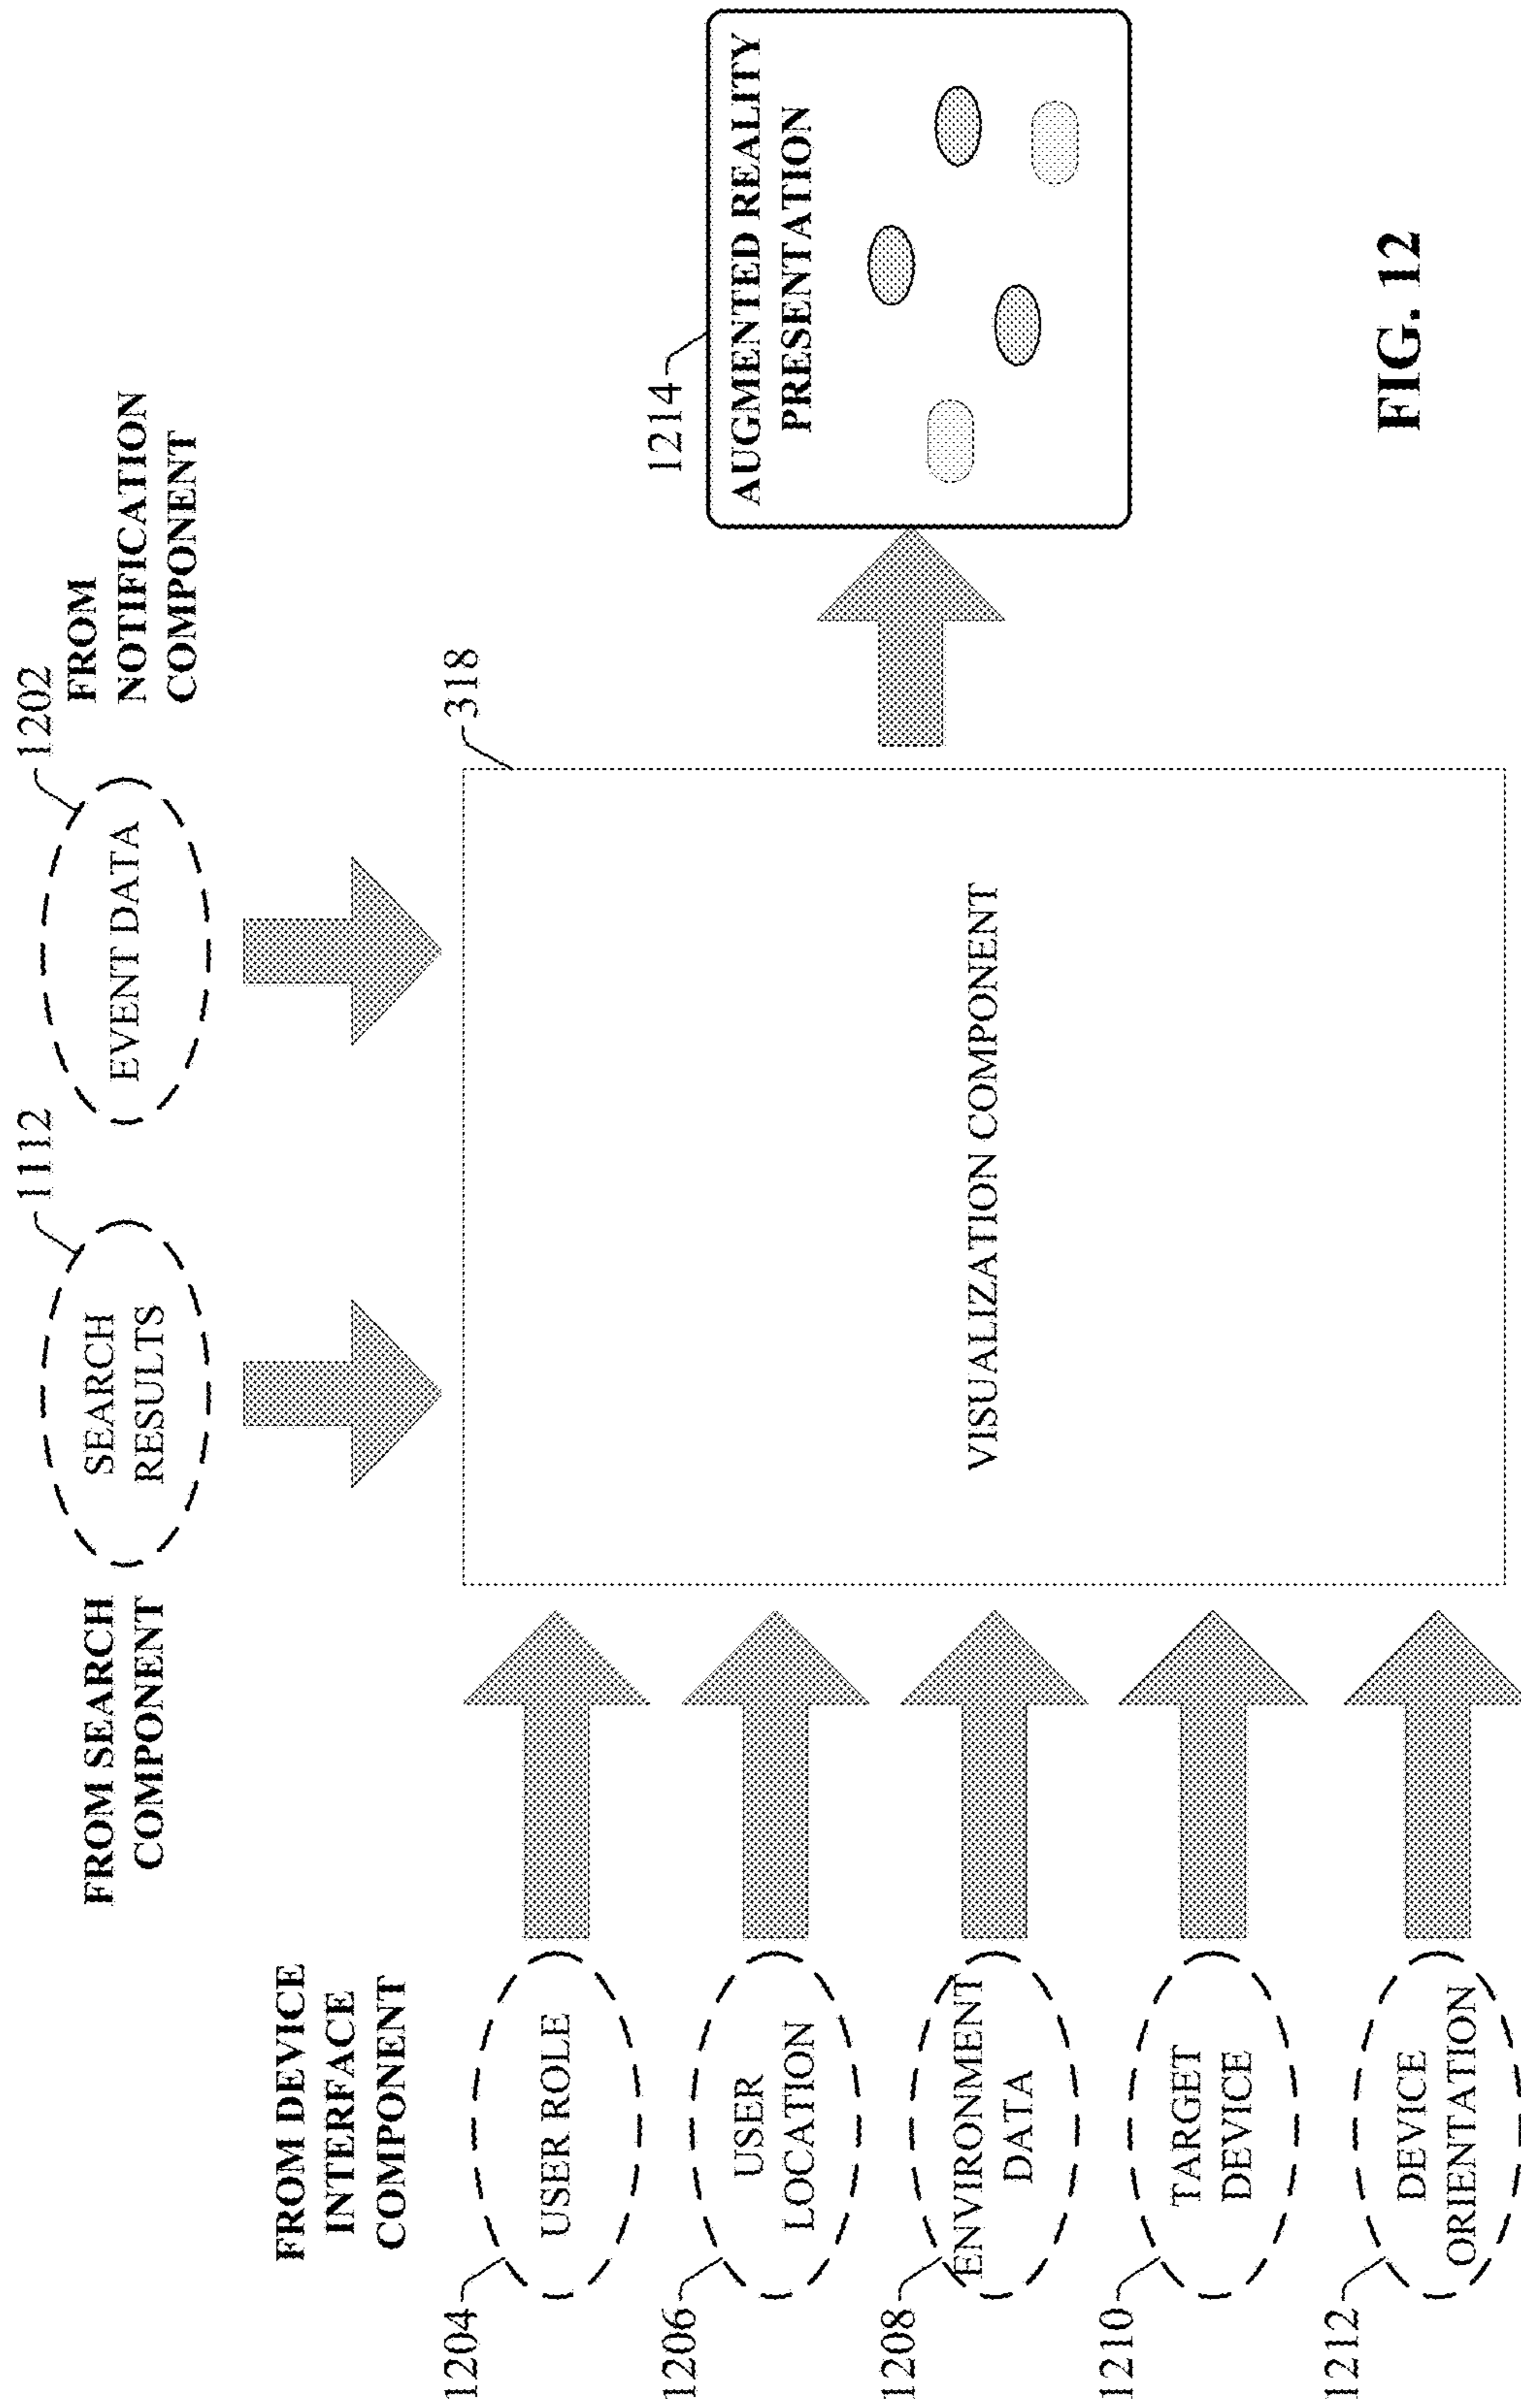 FROM SEARCH
COMPONENT
SEARCH
RESULTS
1112
EVENT DATA
1202
FROM
NOTIFICATION
COMPONENT
FROM DEVICE
INTERFACE
COMPONENT
1204
USER ROLE
1206
USER
LOCATION
1208
ENVIRONMENT
DATA
1210
TARGET
DEVICE
1212
DEVICE
ORIENTATION
318
VISUALIZATION COMPONENT
1214
AUGMENTED REALITY
PRESENTATION
FIG. 12